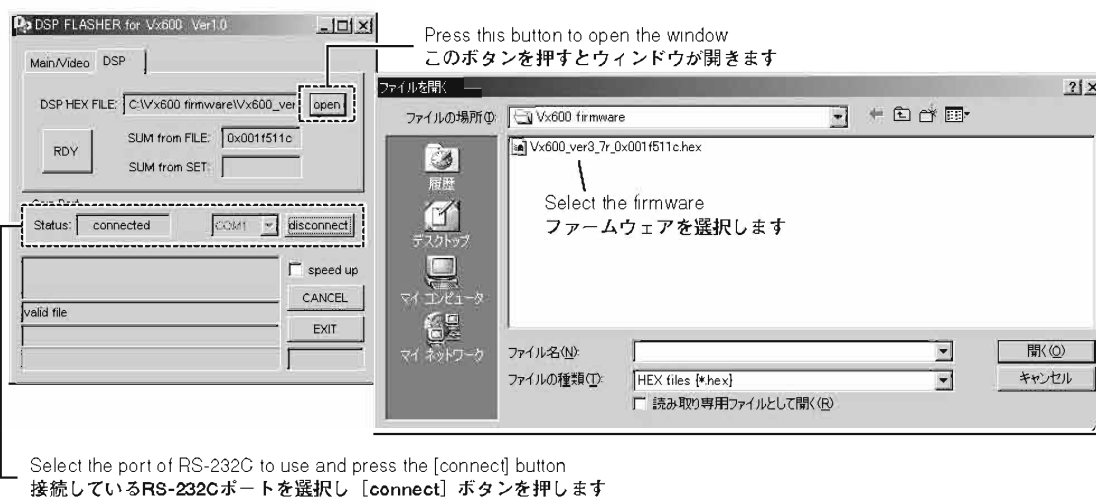 DSP FLASHER for Vx600 Ver1.0
Main/Video DSP
DSP HEX FILE: C:\Vx600 firmware\Vx600_ver open
RDY
SUM from FILE: 0x001f511c
SUM from SET:
Com Port
Status: connected COM1 disconnect
speed up
CANCEL
valid file
EXIT
Press this button to open the window
このボタンを押すとウィンドウが開きます
ファイルを開く
ファイルの場所(I): Vx600 firmware
Vx600_ver3_7r_0x001f511c.hex
履歴
デスクトップ
マイ コンピュータ
マイ ネットワーク
Select the firmware
ファームウェアを選択します
ファイル名(N): 開く(O)
ファイルの種類(T): HEX files {*.hex} キャンセル
読み取り専用ファイルとして開く(R)
Select the port of RS-232C to use and press the [connect] button
接続しているRS-232Cポートを選択し［connect］ボタンを押します